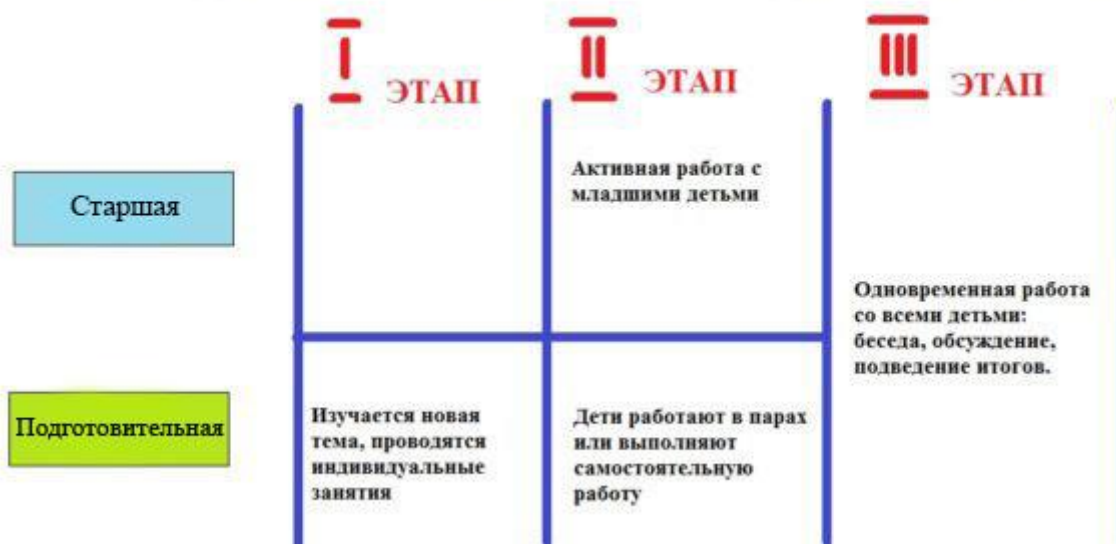 I ЭТАП
II ЭТАП
III ЭТАП
Старшая
Активная работа с
младшими детьми
Одновременная работа
со всеми детьми:
беседа, обсуждение,
подведение итогов.
Подготовительная
Изучается новая
тема, проводятся
индивидуальные
занятия
Дети работают в парах
или выполняют
самостоятельную
работу